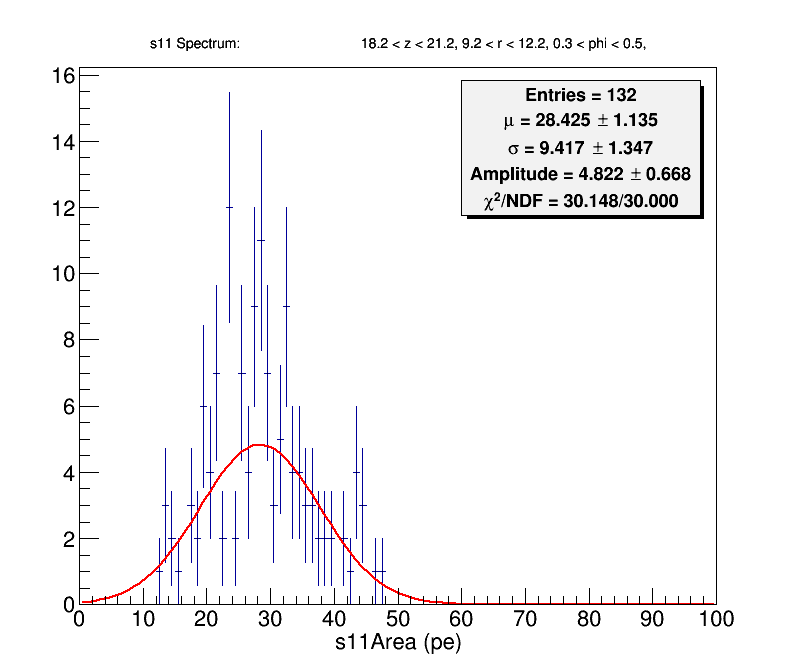 s11 Spectrum: 18.2 < z < 21.2, 9.2 < r < 12.2, 0.3 < phi < 0.5,
Entries = 132
μ = 28.425 ± 1.135
σ = 9.417 ± 1.347
Amplitude = 4.822 ± 0.668
χ²/NDF = 30.148/30.000
16
14
12
10
8
6
4
2
0
0 10 20 30 40 50 60 70 80 90 100
s11Area (pe)